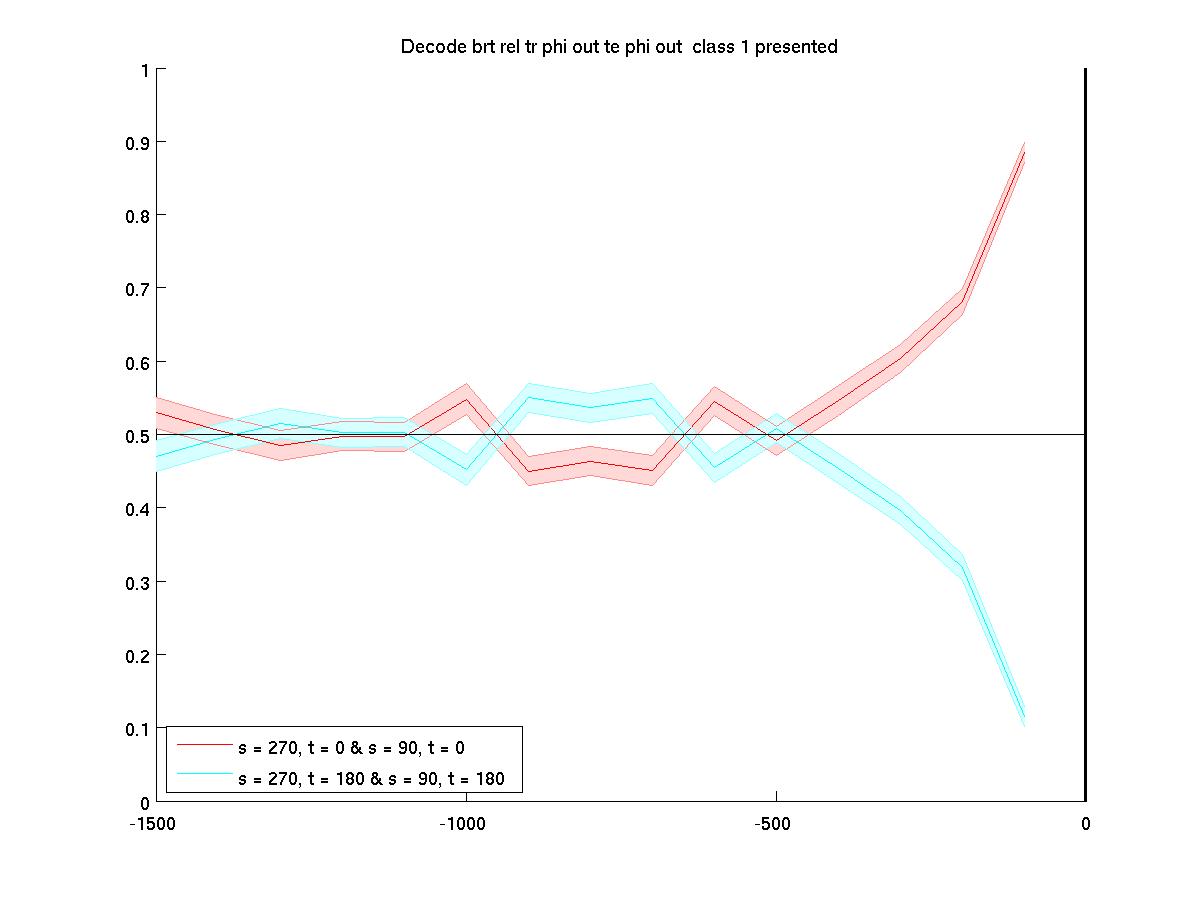 Decode brt rel tr phi out te phi out  class 1 presented
1
0.9
0.8
0.7
0.6
0.5
0.4
0.3
0.2
0.1
0
s = 270, t = 0 & s = 90, t = 0
s = 270, t = 180 & s = 90, t = 180
-1500 -1000 -500 0